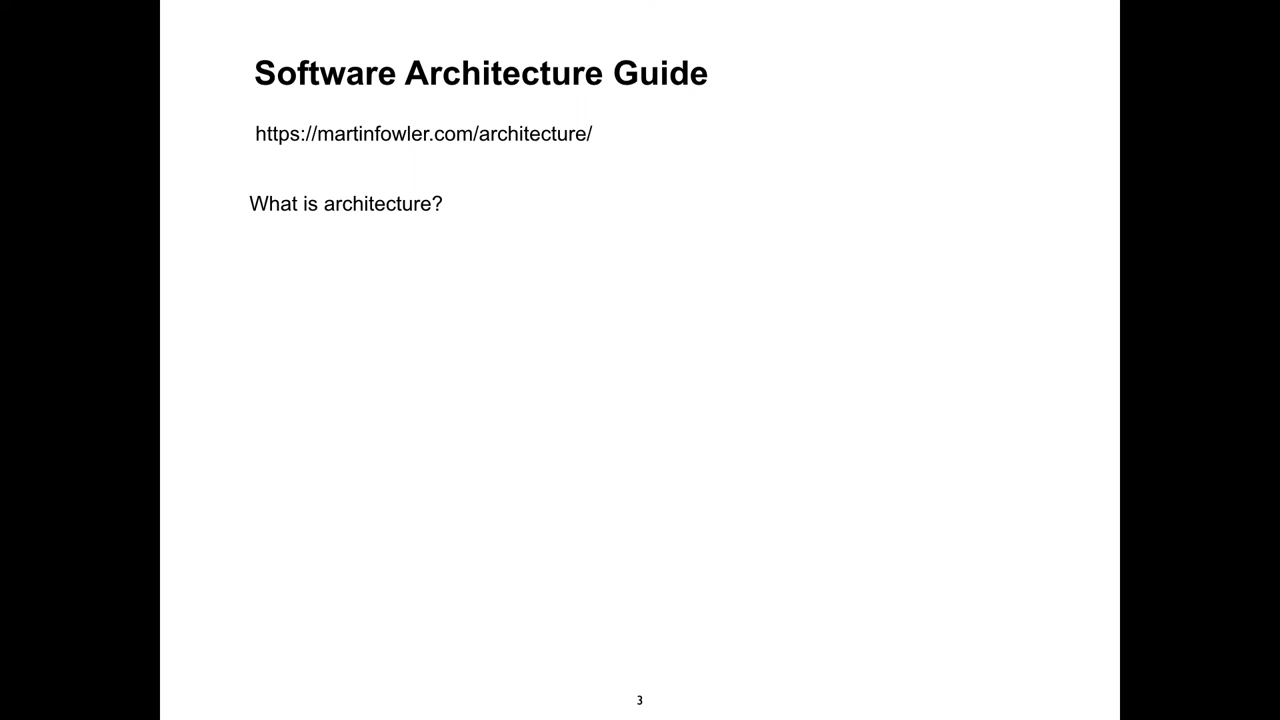 Software Architecture Guide
https://martinfowler.com/architecture/
What is architecture?
3